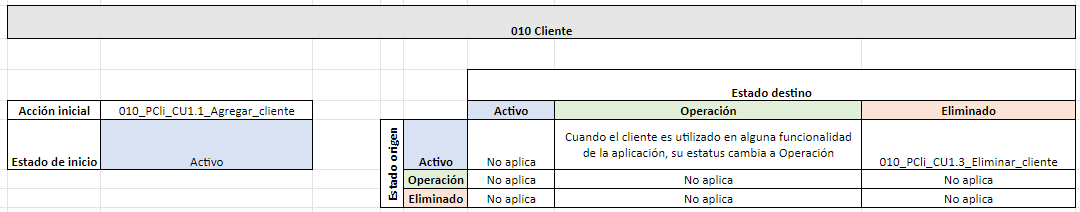 010 Cliente
Estado destino
Acción inicial 010_PCli_CU1.1_Agregar_cliente Activo Operación Eliminado
Estado origen
Cuando el cliente es utilizado en alguna funcionalidad
Estado de inicio Activo Activo No aplica de la aplicación, su estatus cambia a Operación 010_PCli_CU1.3_Eliminar_cliente
Operación No aplica No aplica No aplica
Eliminado No aplica No aplica No aplica